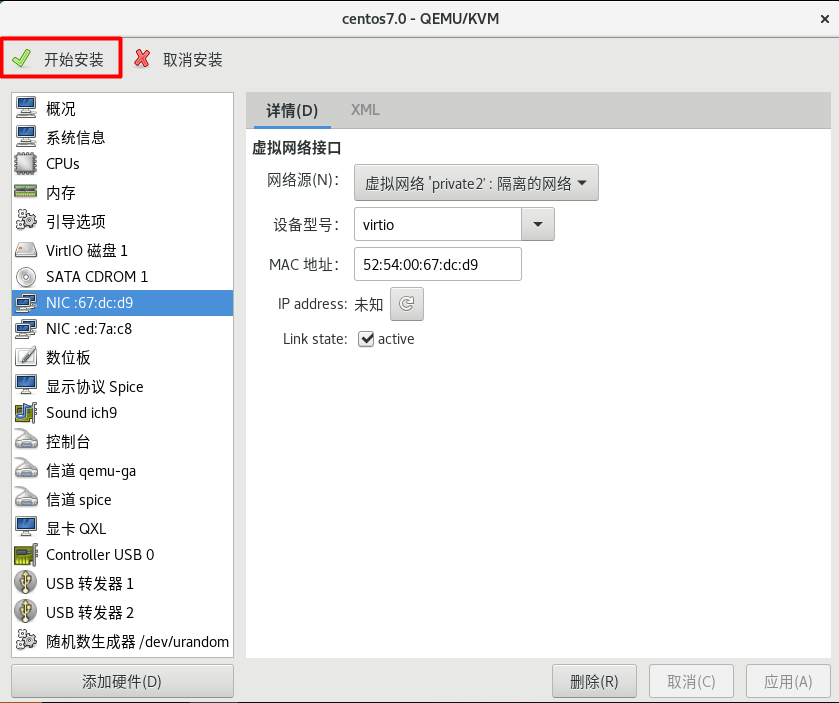 centos7.0 - QEMU/KVM
开始安装 取消安装
概况
系统信息
CPUs
内存
引导选项
VirtIO 磁盘 1
SATA CDROM 1
NIC :67:dc:d9
NIC :ed:7a:c8
数位板
显示协议 Spice
Sound ich9
控制台
信道 qemu-ga
信道 spice
显卡 QXL
Controller USB 0
USB 转发器 1
USB 转发器 2
随机数生成器 /dev/urandom
添加硬件(D)
详情(D) XML
虚拟网络接口
网络源(N)： 虚拟网络 'private2' : 隔离的网络
设备型号： virtio
MAC 地址： 52:54:00:67:dc:d9
IP address: 未知
Link state: active
删除(R) 取消(C) 应用(A)